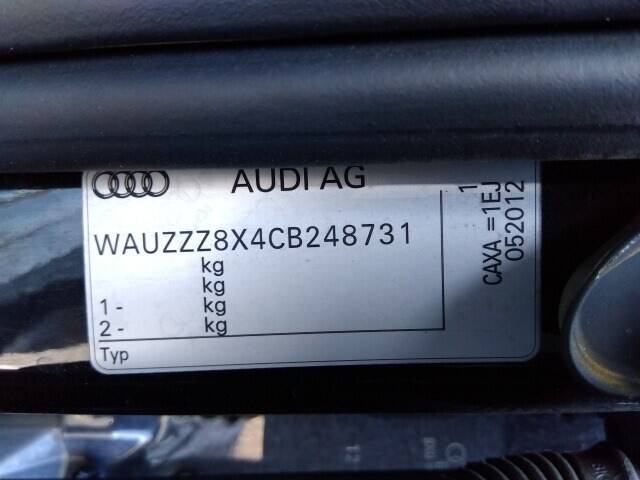 AUDI AG
WAUZZZ8X4CB248731
kg
kg
1 - kg
2 - kg
Typ
1
CAXA =1EJ
052012